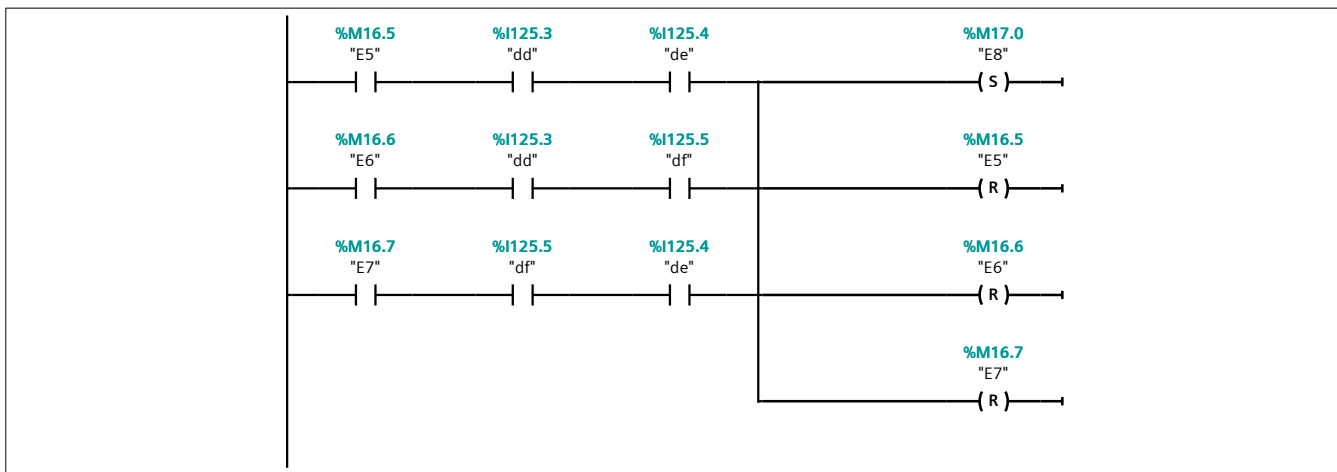 %M16.5 %I125.3 %I125.4 %M17.0
"E5" "dd" "de" "E8"
( S )
%M16.6 %I125.3 %I125.5 %M16.5
"E6" "dd" "df" "E5"
( R )
%M16.7 %I125.5 %I125.4 %M16.6
"E7" "df" "de" "E6"
( R )
%M16.7
"E7"
( R )